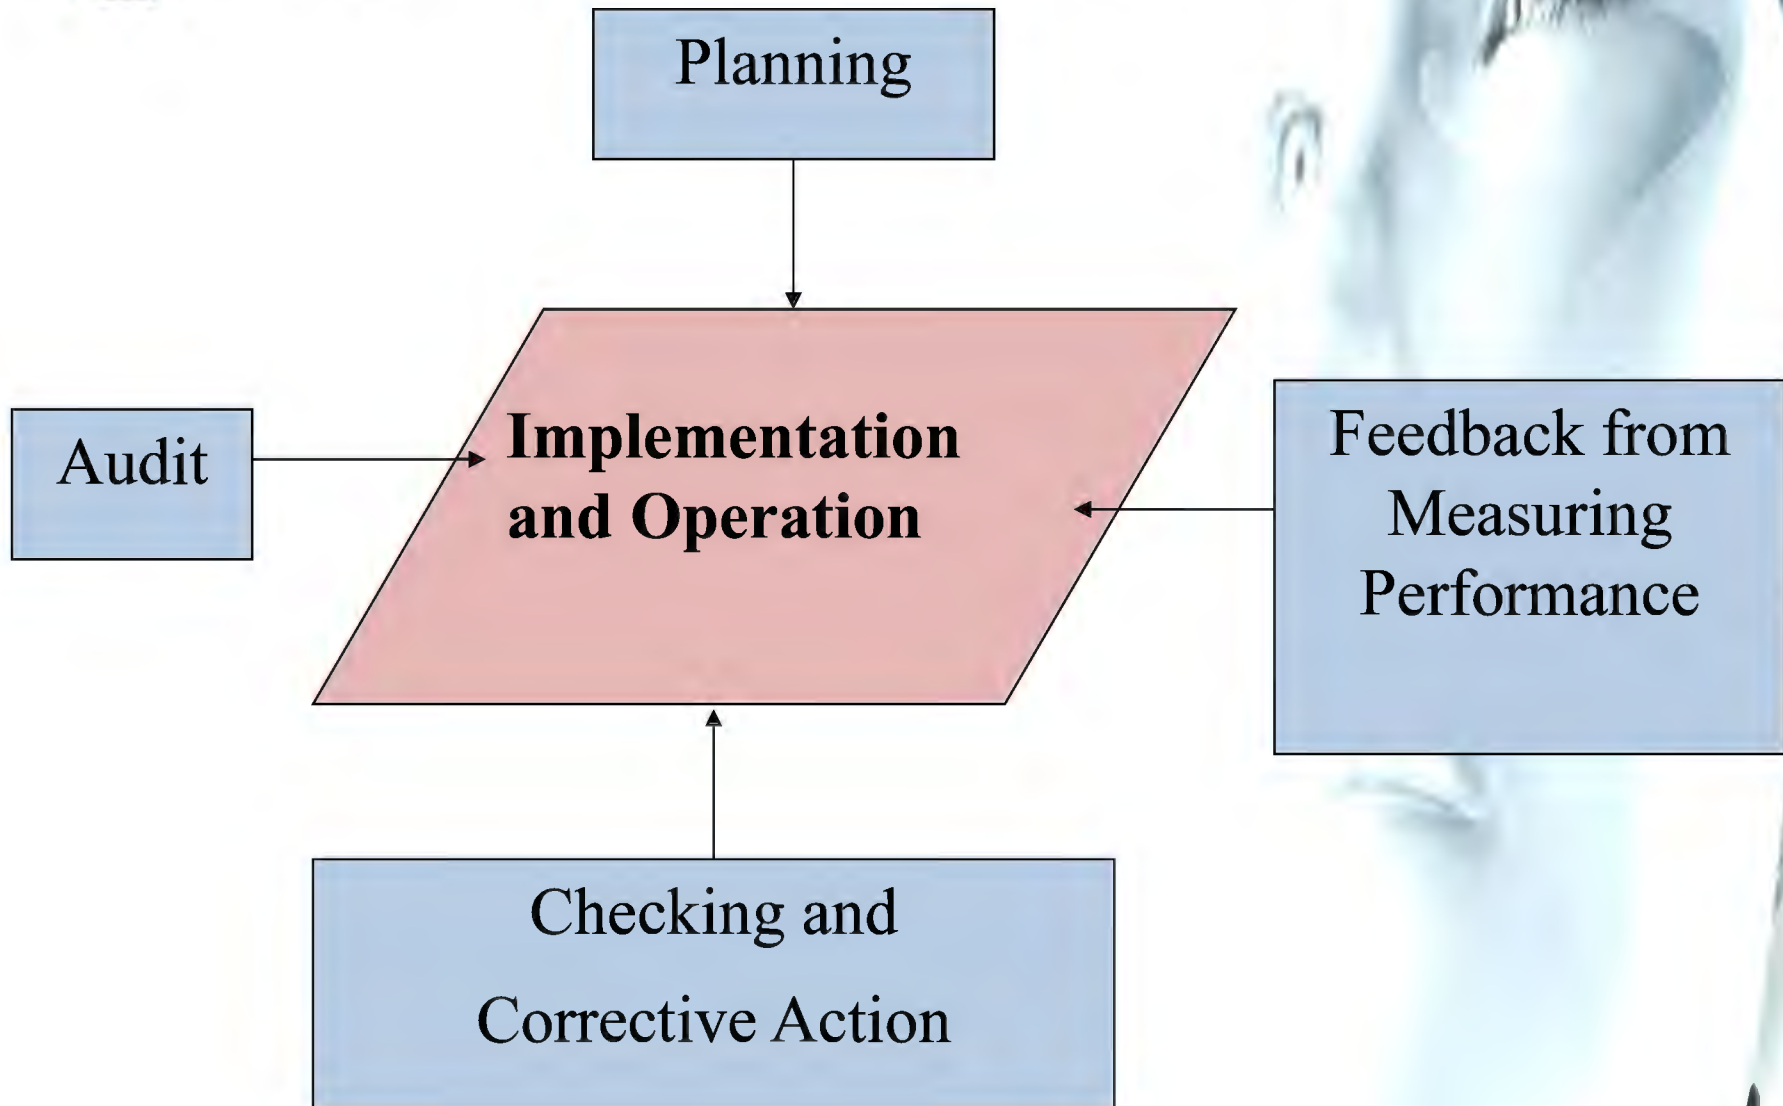 Planning
Audit
Implementation
and Operation
Feedback from
Measuring
Performance
Checking and
Corrective Action